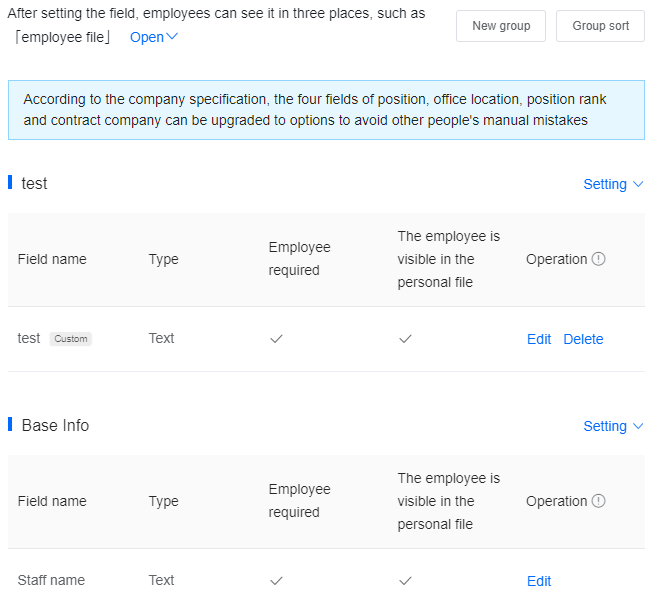 After setting the field, employees can see it in three places, such as
「employee file」 Open
New group
Group sort
According to the company specification, the four fields of position, office location, position rank
and contract company can be upgraded to options to avoid other people's manual mistakes
test
Setting
Field name
Type
Employee
required
The employee is
visible in the
personal file
Operation
test Custom
Text
Edit Delete
Base Info
Setting
Field name
Type
Employee
required
The employee is
visible in the
personal file
Operation
Staff name
Text
Edit